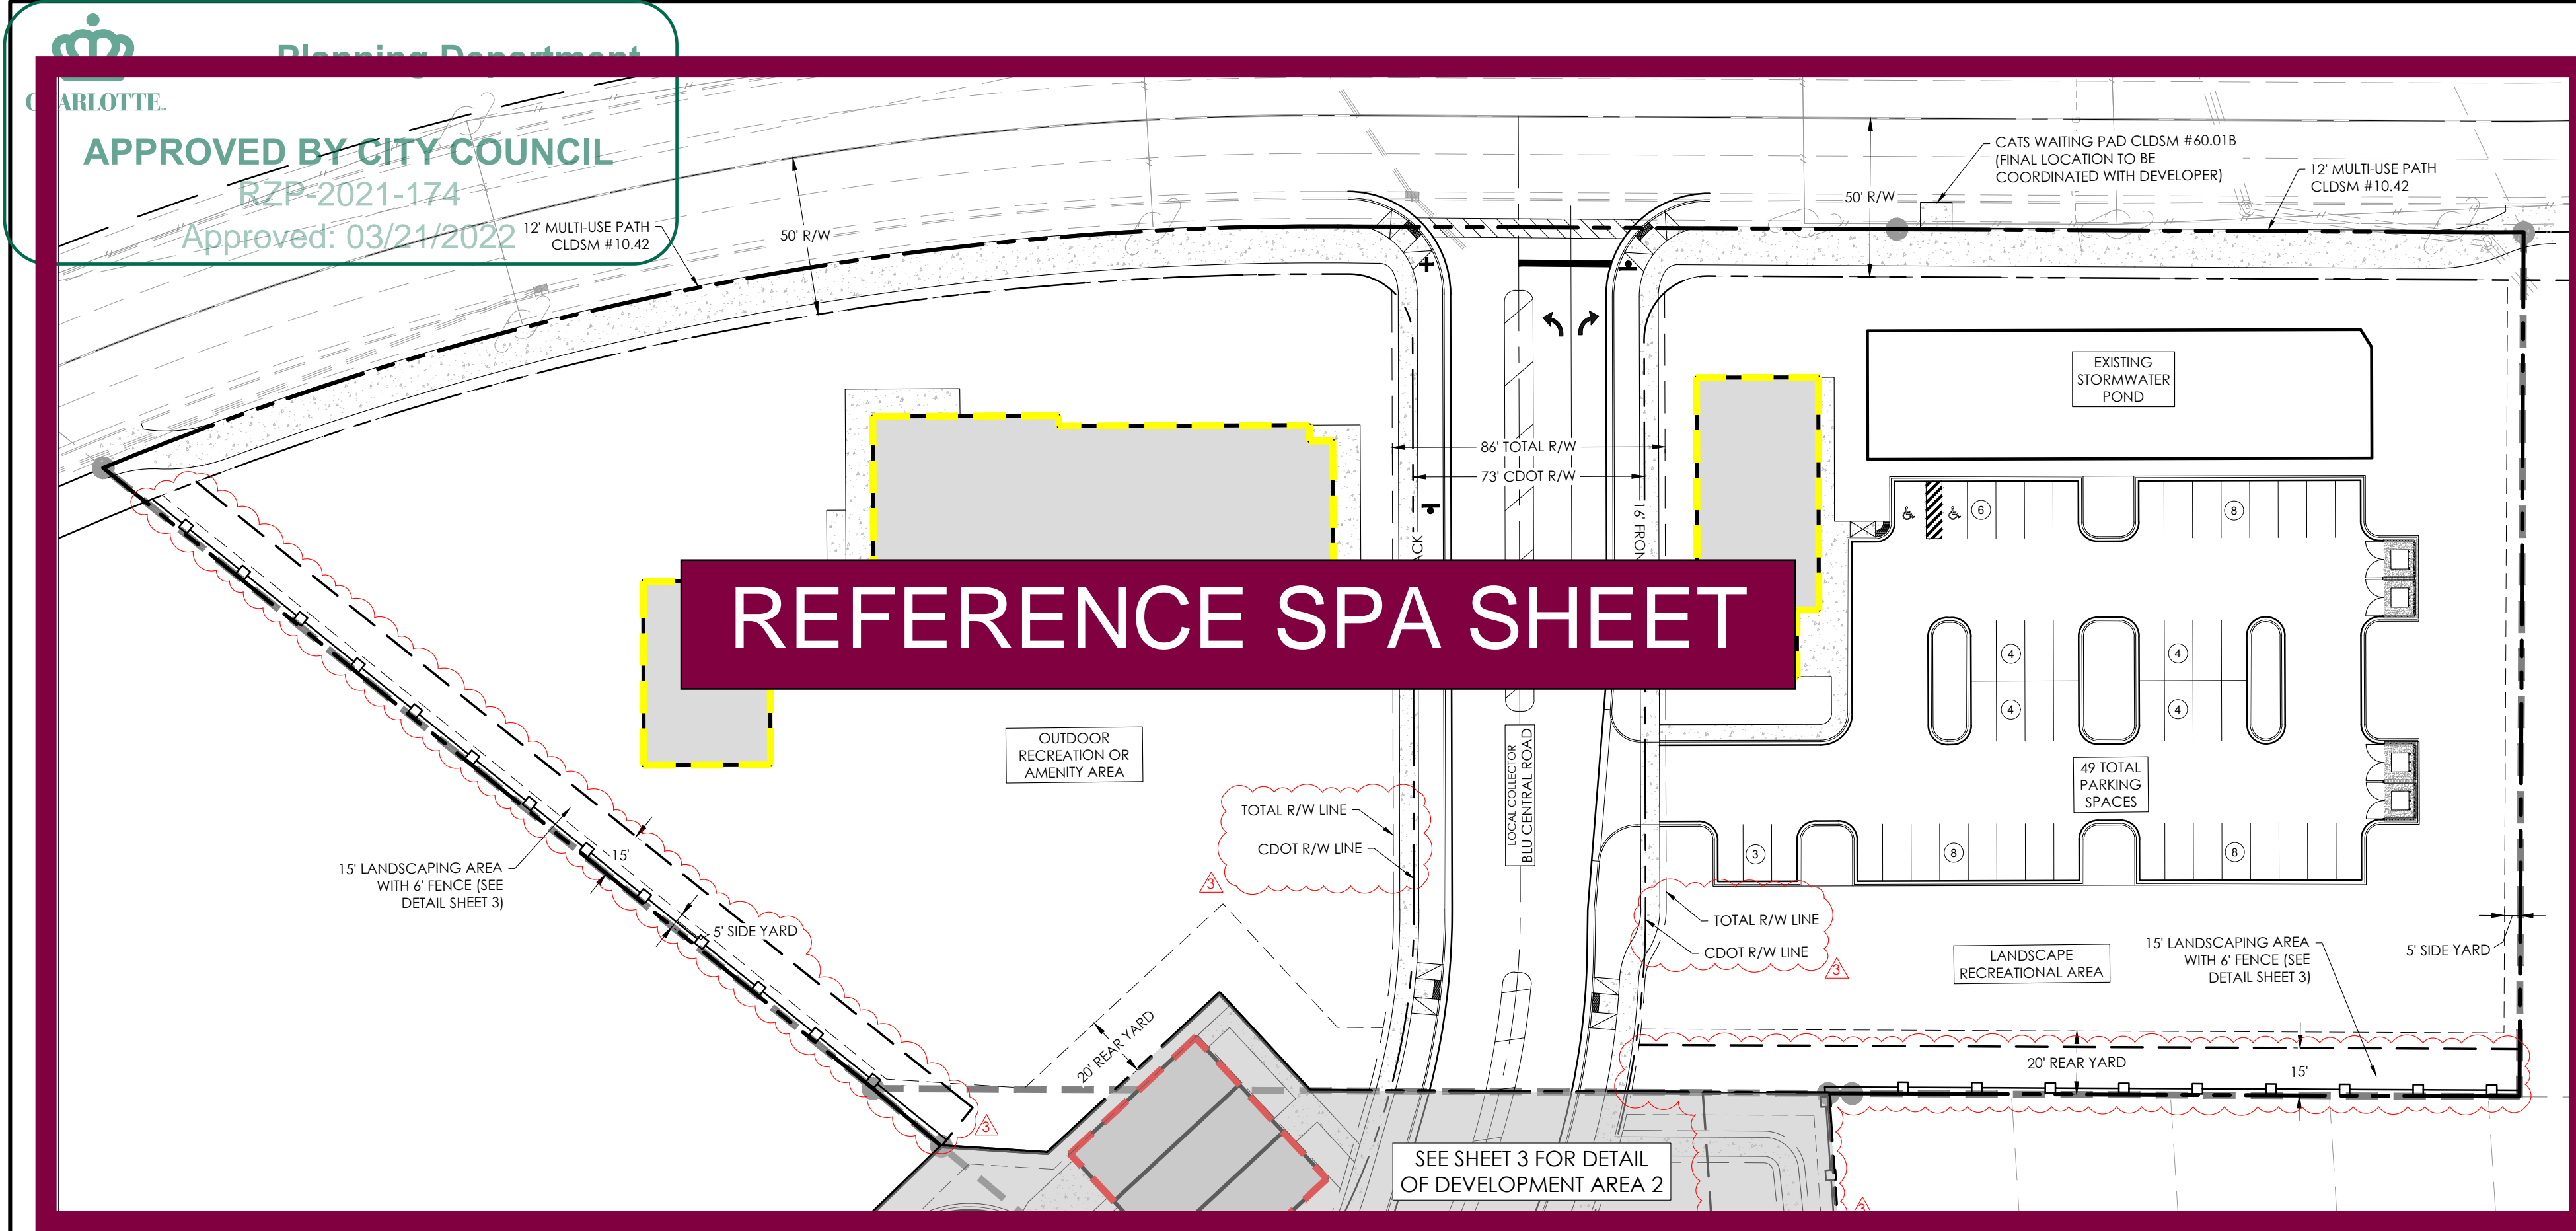 Planning Department
CHARLOTTE
APPROVED BY CITY COUNCIL
RZP-2021-174
Approved: 03/21/2022
12' MULTI-USE PATH
CLDSM #10.42
50' R/W
50' R/W
CATS WAITING PAD CLDSM #60.01B
(FINAL LOCATION TO BE
COORDINATED WITH DEVELOPER)
12' MULTI-USE PATH
CLDSM #10.42
EXISTING
STORMWATER
POND
86' TOTAL R/W
73' CDOT R/W
6
8
REFERENCE SPA SHEET
4
4
4
4
OUTDOOR
RECREATION OR
AMENITY AREA
LOCAL COLLECTOR
BLU CENTRAL ROAD
49 TOTAL
PARKING
SPACES
TOTAL R/W LINE
CDOT R/W LINE
3
3
8
8
15' LANDSCAPING AREA
WITH 6' FENCE (SEE
DETAIL SHEET 3)
15'
5' SIDE YARD
TOTAL R/W LINE
CDOT R/W LINE
3
LANDSCAPE
RECREATIONAL AREA
15' LANDSCAPING AREA
WITH 6' FENCE (SEE
DETAIL SHEET 3)
5' SIDE YARD
20' REAR YARD
20' REAR YARD
15'
3
SEE SHEET 3 FOR DETAIL
OF DEVELOPMENT AREA 2
3